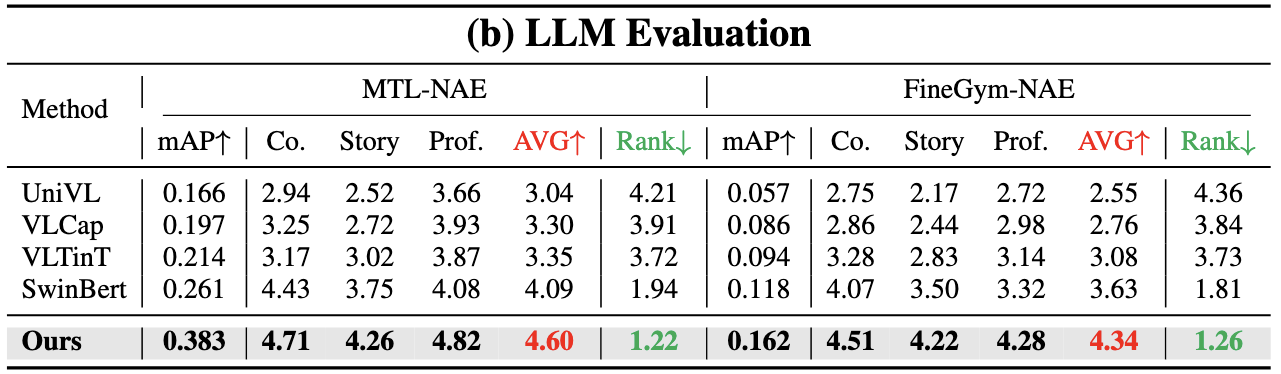 (b) LLM Evaluation
Method MTL-NAE FineGym-NAE
mAP↑ Co. Story Prof. AVG↑ Rank↓ mAP↑ Co. Story Prof. AVG↑ Rank↓
UniVL 0.166 2.94 2.52 3.66 3.04 4.21 0.057 2.75 2.17 2.72 2.55 4.36
VLCap 0.197 3.25 2.72 3.93 3.30 3.91 0.086 2.86 2.44 2.98 2.76 3.84
VLTinT 0.214 3.17 3.02 3.87 3.35 3.72 0.094 3.28 2.83 3.14 3.08 3.73
SwinBert 0.261 4.43 3.75 4.08 4.09 1.94 0.118 4.07 3.50 3.32 3.63 1.81
Ours 0.383 4.71 4.26 4.82 4.60 1.22 0.162 4.51 4.22 4.28 4.34 1.26